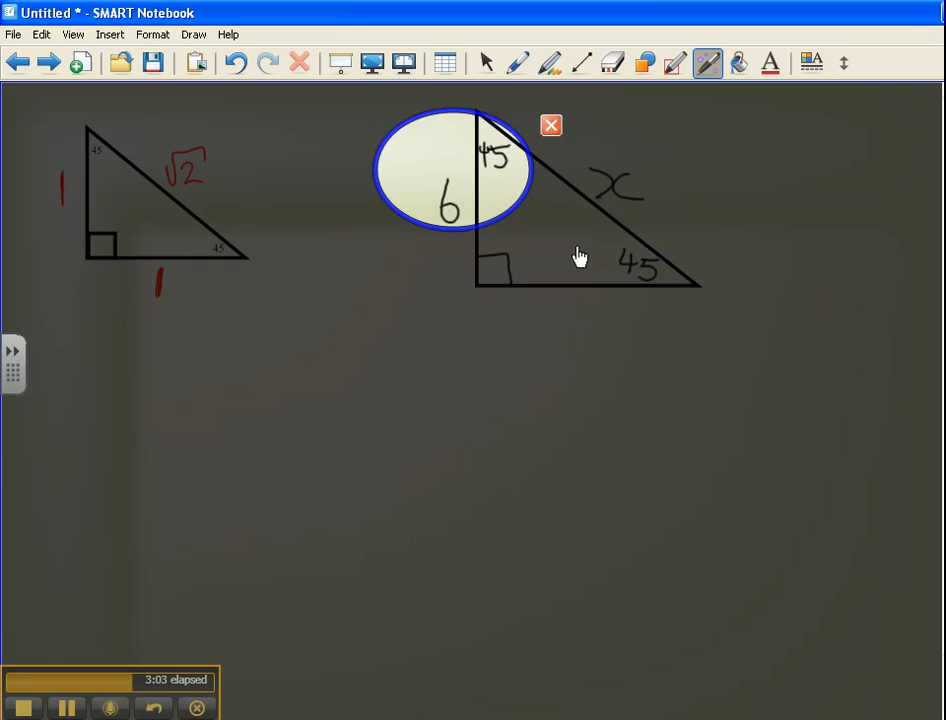 Untitled * - SMART Notebook
File Edit View Insert Format Draw Help
45
√2
1
45
1
45
x
6
45
3:03 elapsed